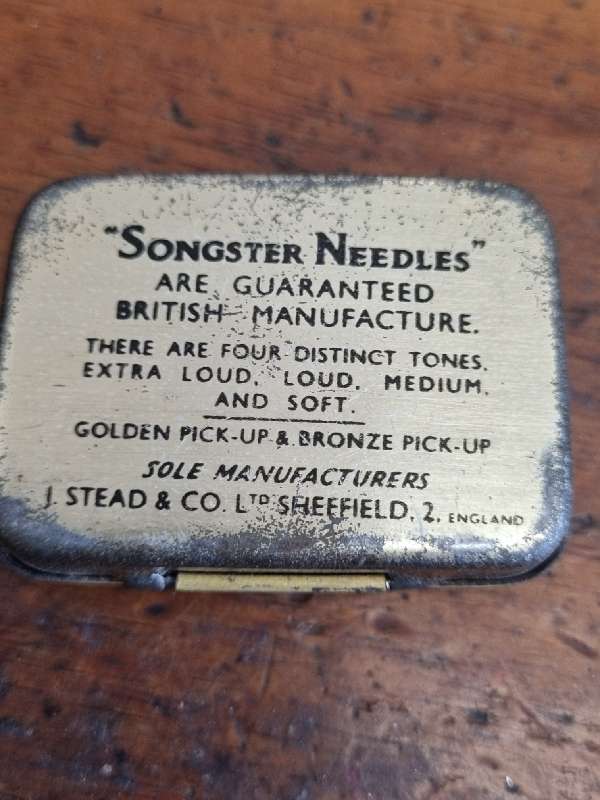 "SONGSTER NEEDLES"
ARE GUARANTEED
BRITISH MANUFACTURE.
THERE ARE FOUR DISTINCT TONES.
EXTRA LOUD, LOUD, MEDIUM,
AND SOFT.
GOLDEN PICK-UP & BRONZE PICK-UP
SOLE MANUFACTURERS
J. STEAD & CO. LTD SHEFFIELD, 2, ENGLAND